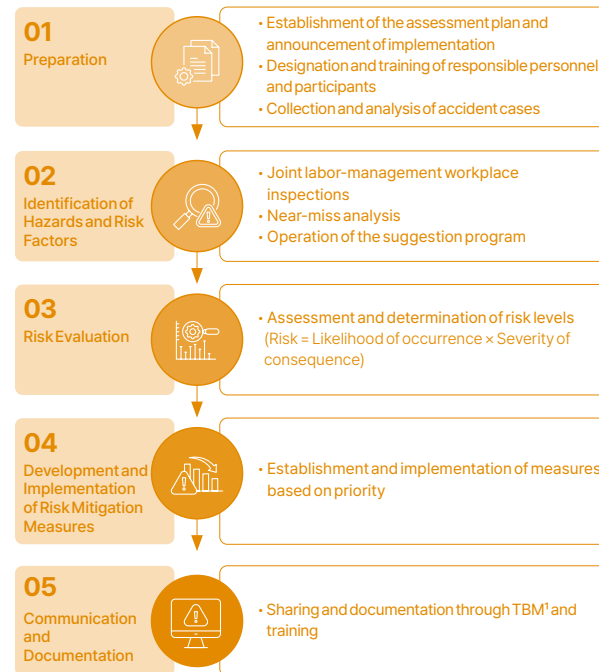 01
Preparation
• Establishment of the assessment plan and
announcement of implementation
• Designation and training of responsible personnel
and participants
• Collection and analysis of accident cases
02
Identification of
Hazards and Risk
Factors
• Joint labor-management workplace
inspections
• Near-miss analysis
• Operation of the suggestion program
03
Risk Evaluation
• Assessment and determination of risk levels
(Risk = Likelihood of occurrence × Severity of
consequence)
04
Development and
Implementation
of Risk Mitigation
Measures
• Establishment and implementation of measures
based on priority
05
Communication
and
Documentation
• Sharing and documentation through TBM¹ and
training